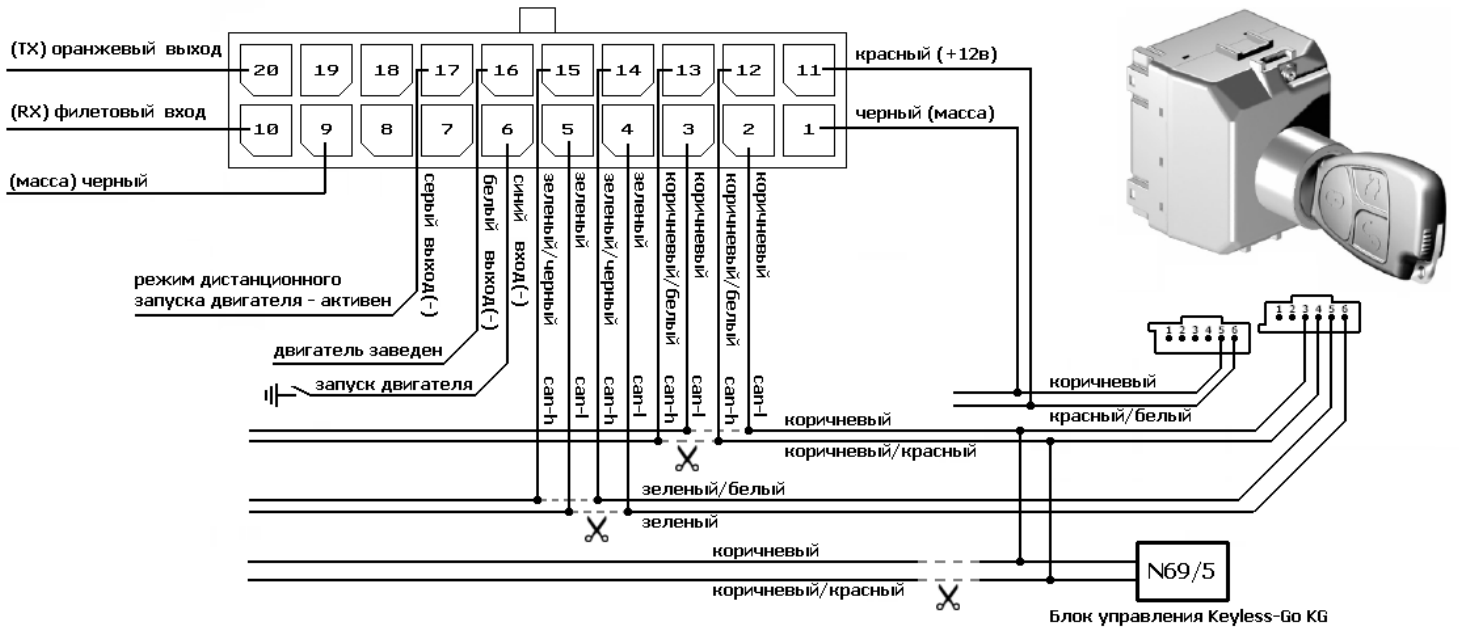 (TX) оранжевый выход
20 19 18 17 16 15 14 13 12 11
красный (+12в)
(RX) филетовый вход
10 9 8 7 6 5 4 3 2 1
черный (масса)
(масса) черный
серый выход(-)
белый выход(-)
синий вход(-)
зеленый/черный
зеленый
зеленый/черный
зеленый
коричневый/белый
коричневый
коричневый/белый
коричневый
режим дистанционного
запуска двигателя - активен
двигатель заведен
запуск двигателя
can-h
can-l
can-h
can-l
can-h
can-l
can-h
can-l
1 2 3 4 5 6
1 2 3 4 5 6
коричневый
красный/белый
коричневый
коричневый/красный
зеленый/белый
зеленый
коричневый
коричневый/красный
N69/5
Блок управления Keyless-Go KG